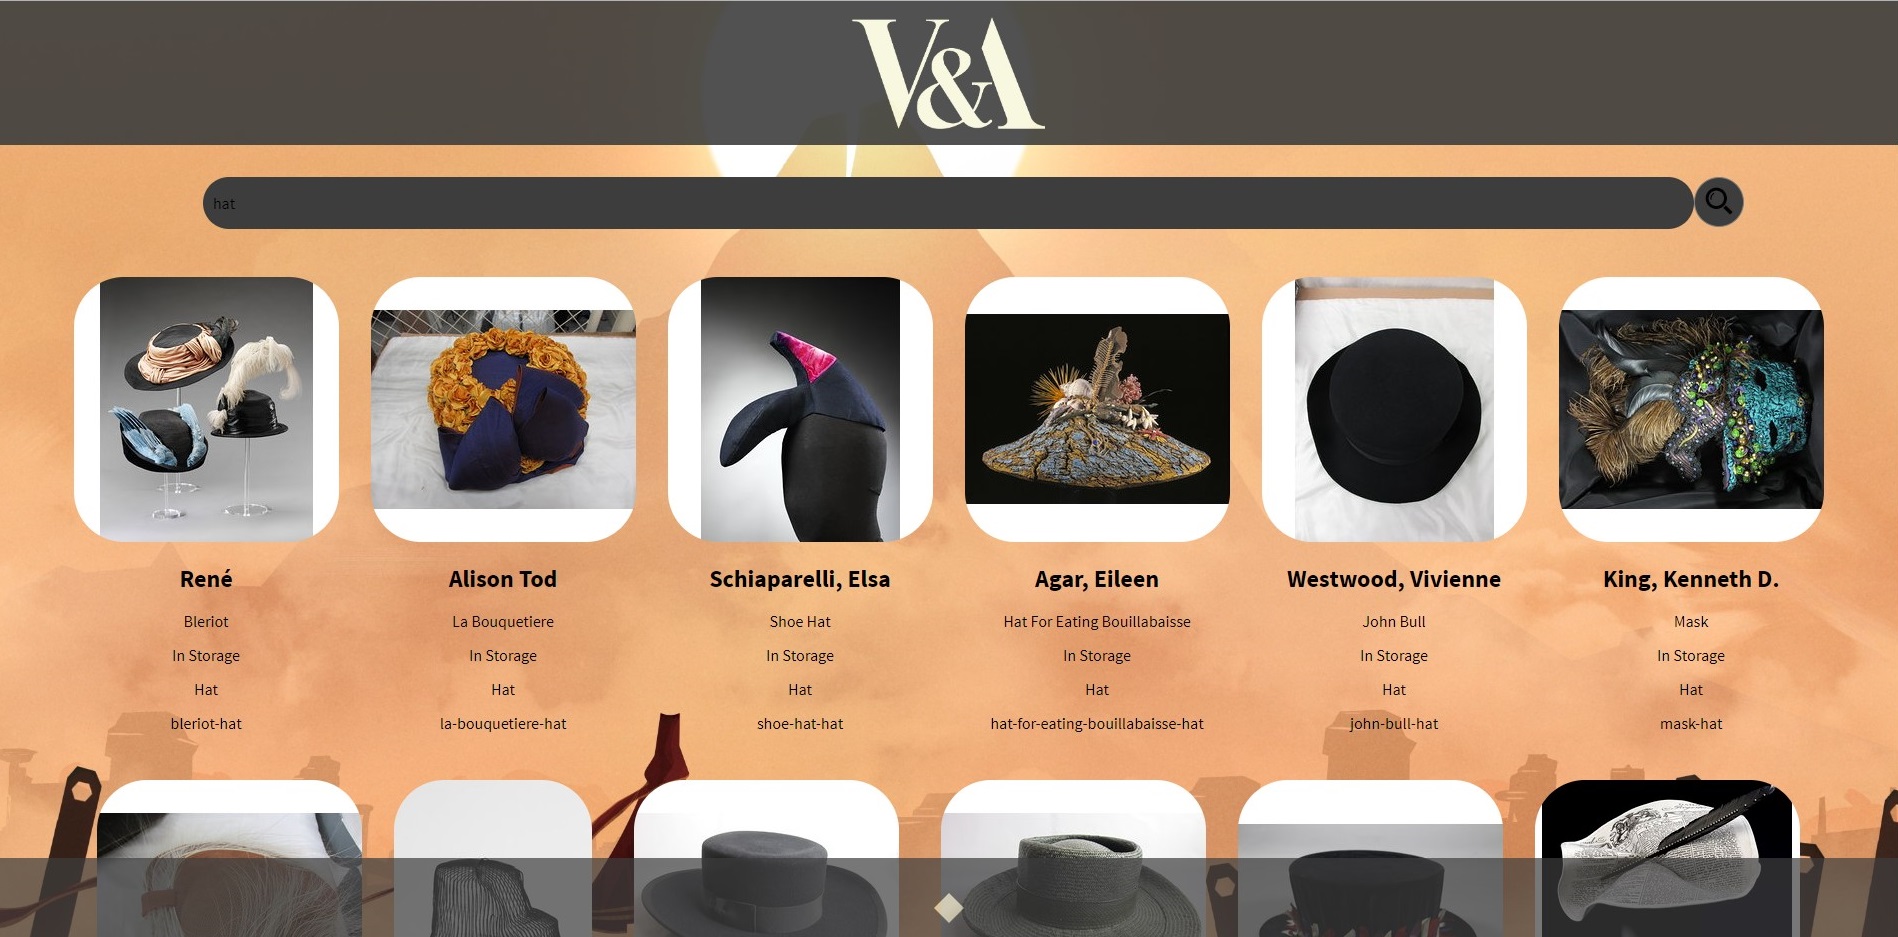 V&A
hat
René
Alison Tod
Schiaparelli, Elsa
Agar, Eileen
Westwood, Vivienne
King, Kenneth D.
Bleriot
La Bouquetiere
Shoe Hat
Hat For Eating Bouillabaisse
John Bull
Mask
In Storage
In Storage
In Storage
In Storage
In Storage
In Storage
Hat
Hat
Hat
Hat
Hat
Hat
bleriot-hat
la-bouquetiere-hat
shoe-hat-hat
hat-for-eating-bouillabaisse-hat
john-bull-hat
mask-hat